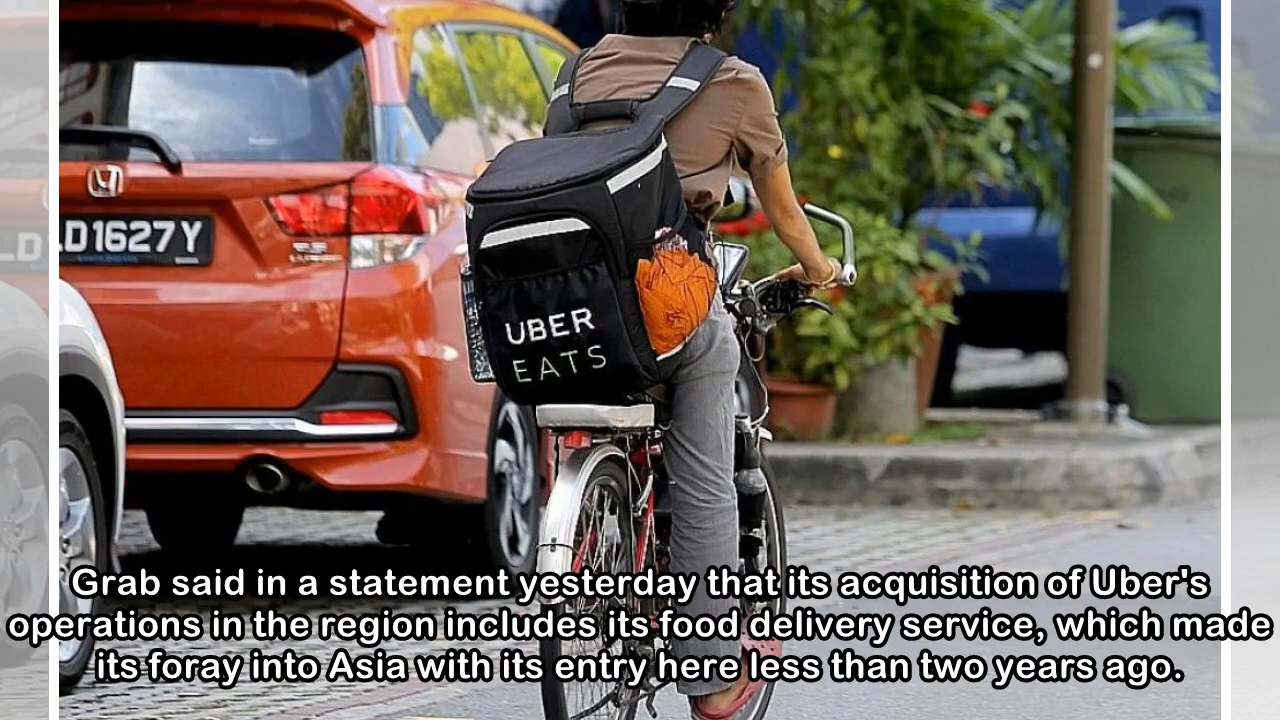 LD1627Y
UBER
EATS
Grab said in a statement yesterday that its acquisition of Uber's
operations in the region includes its food delivery service, which made
its foray into Asia with its entry here less than two years ago.